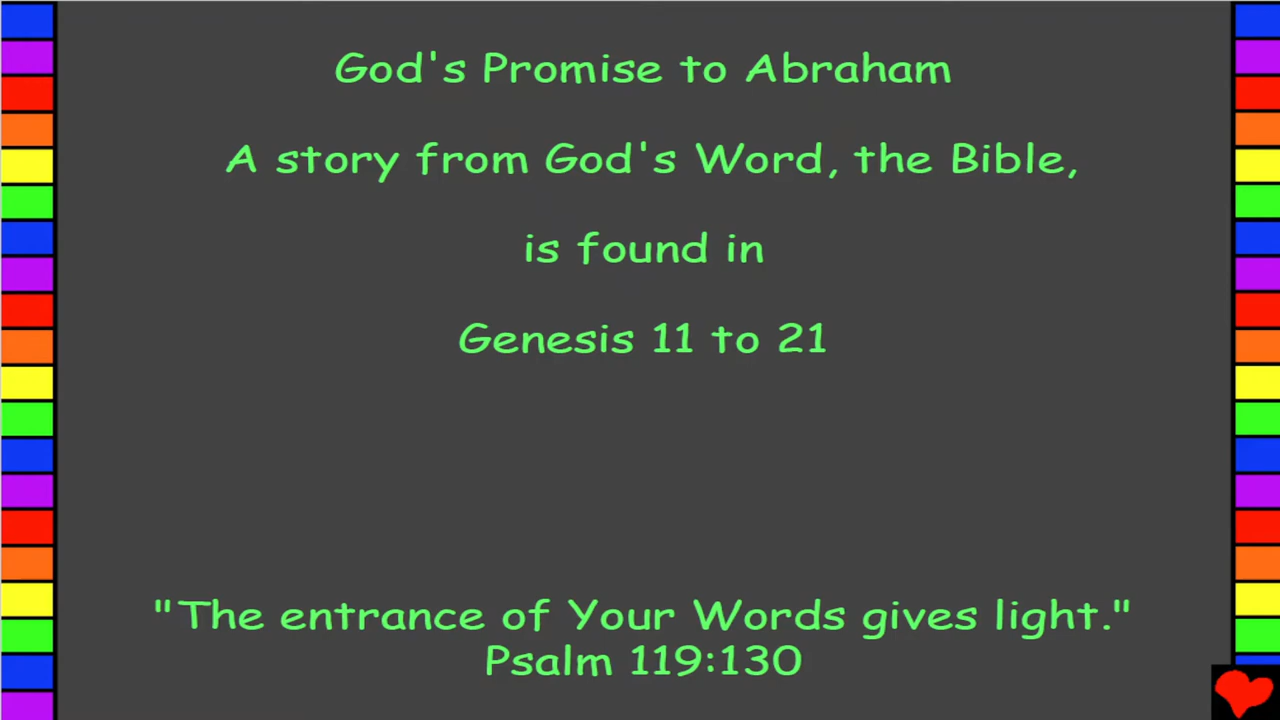 God's Promise to Abraham
A story from God's Word, the Bible,
is found in
Genesis 11 to 21
"The entrance of Your Words gives light."
Psalm 119:130